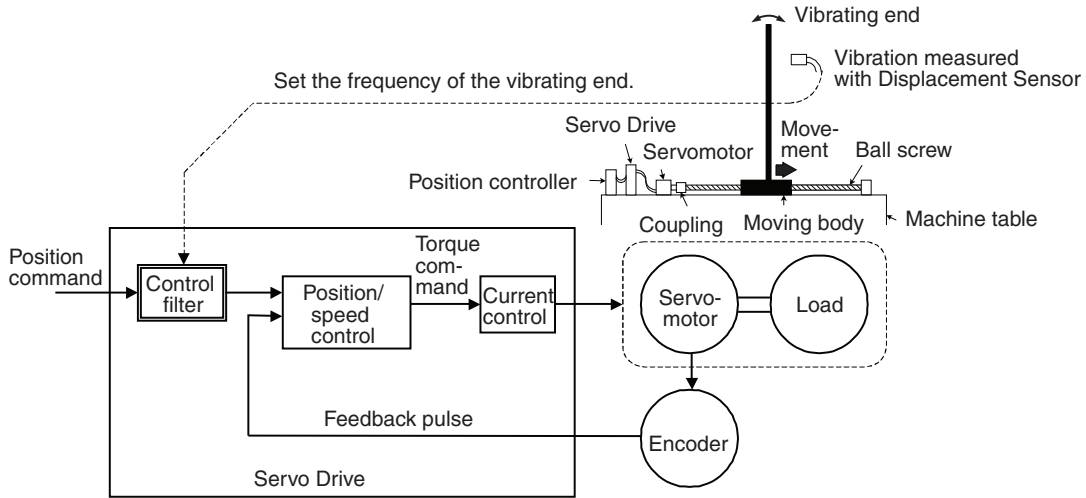 Vibrating end
Vibration measured
with Displacement Sensor
Set the frequency of the vibrating end.
Servo Drive
Servomotor
Move-
ment
Ball screw
Position controller
Coupling
Moving body
Machine table
Position
command
Control
filter
Position/
speed
control
Torque
com-
mand
Current
control
Servo-
motor
Load
Feedback pulse
Encoder
Servo Drive